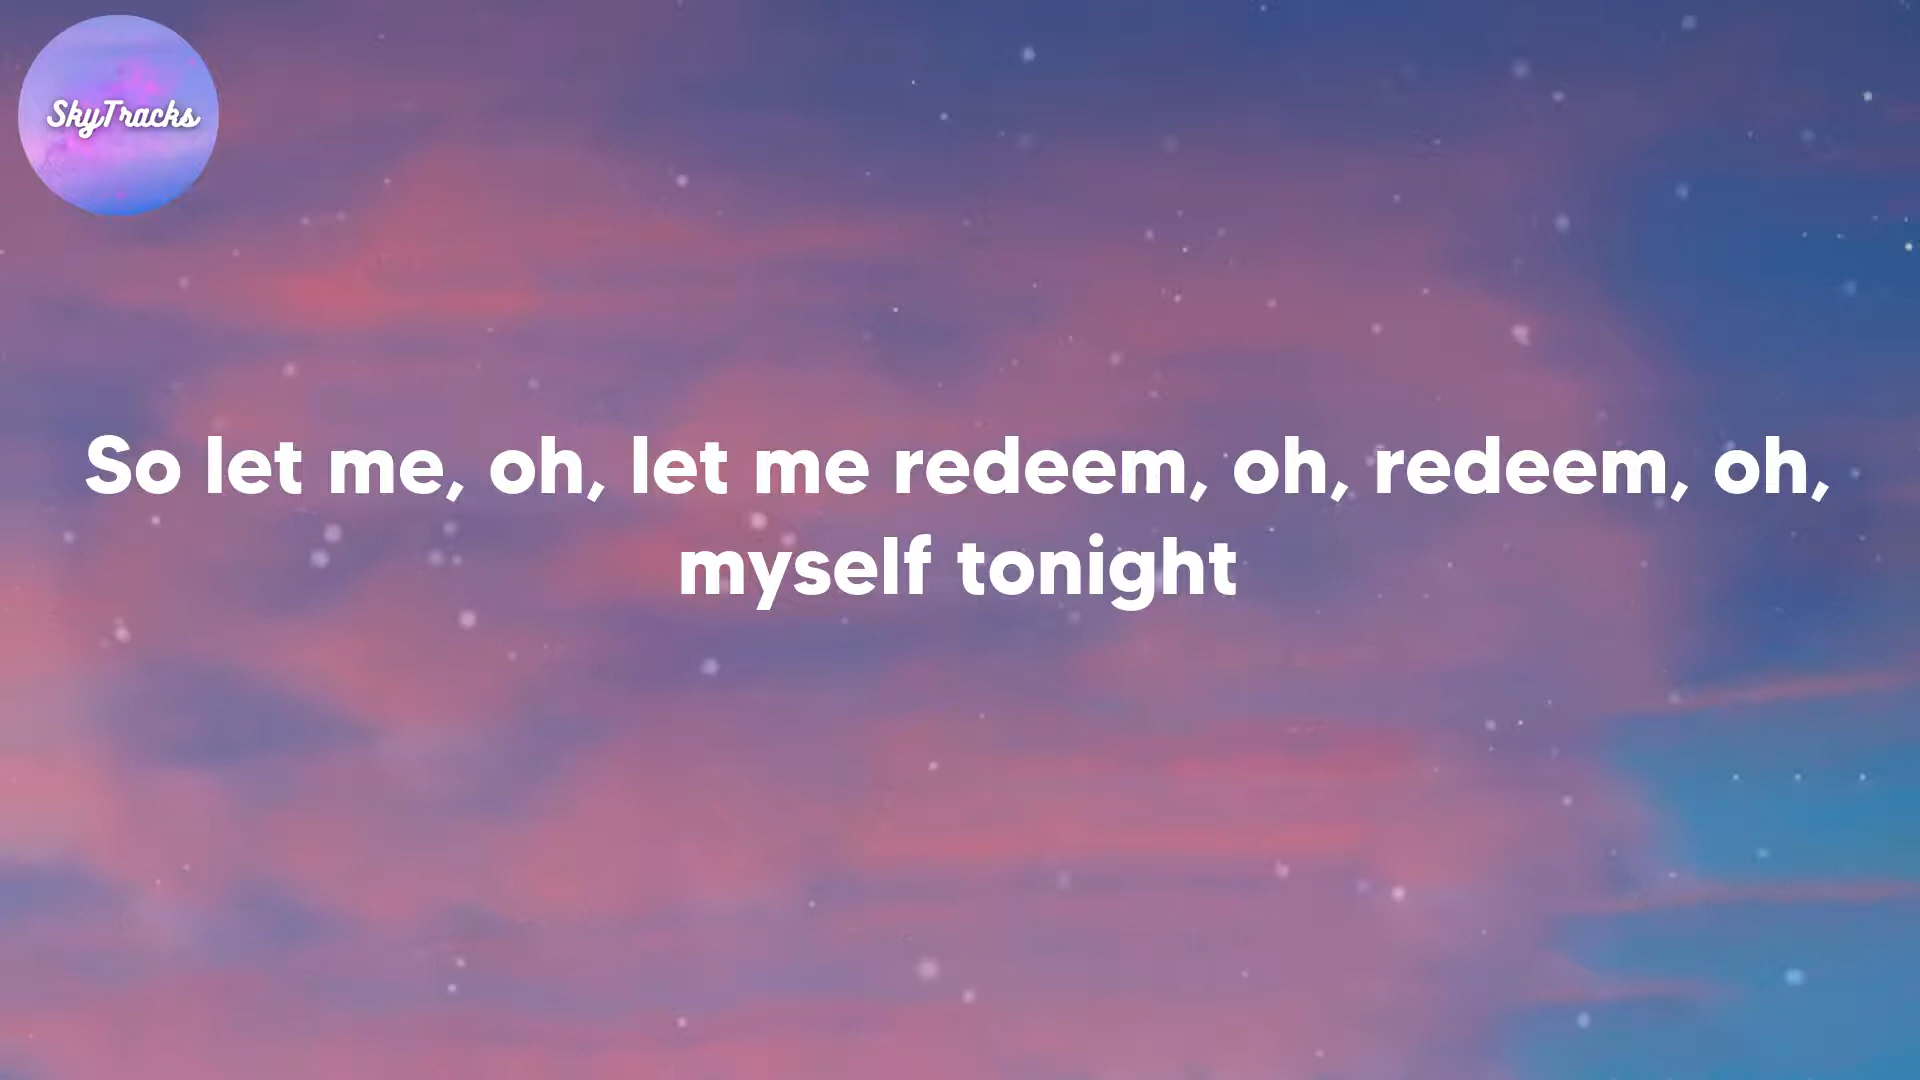 SkyTracks
So let me, oh, let me redeem, oh, redeem, oh,
myself tonight